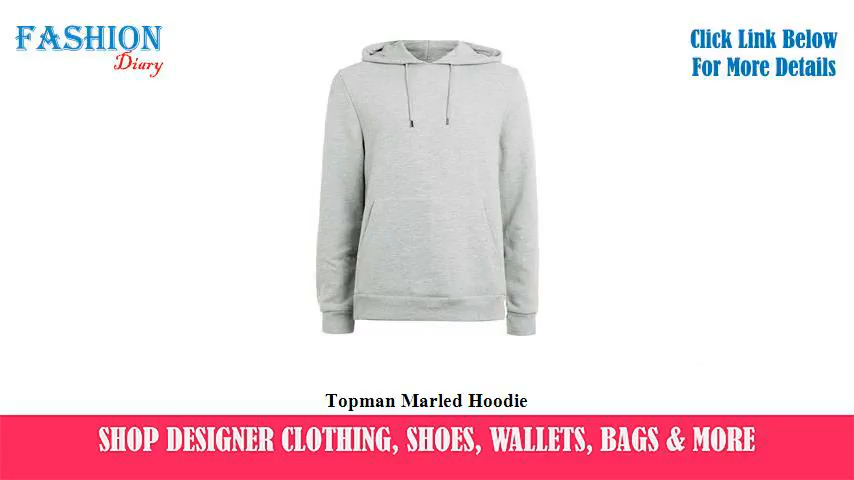 FASHION
Diary
Click Link Below
For More Details
Topman Marled Hoodie
SHOP DESIGNER CLOTHING, SHOES, WALLETS, BAGS & MORE